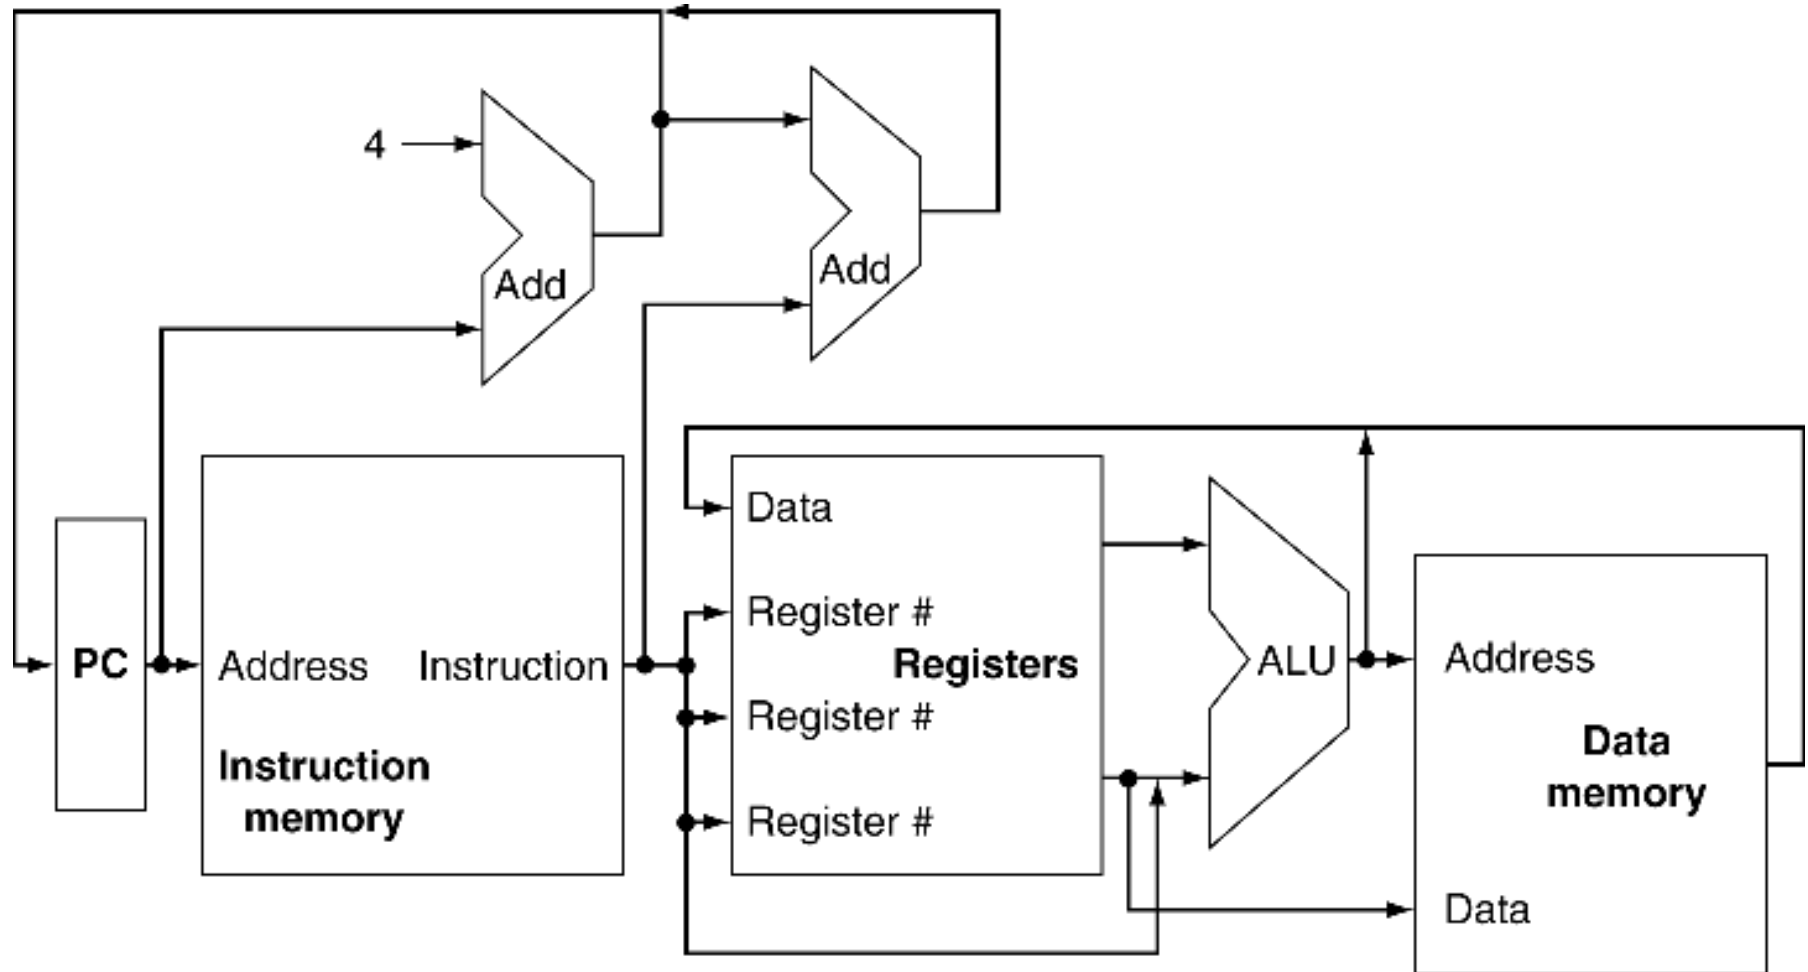 4
Add
Add
Data
Register #
PC
Address
Instruction
Registers
ALU
Address
Register #
Instruction
memory
Data
memory
Register #
Data